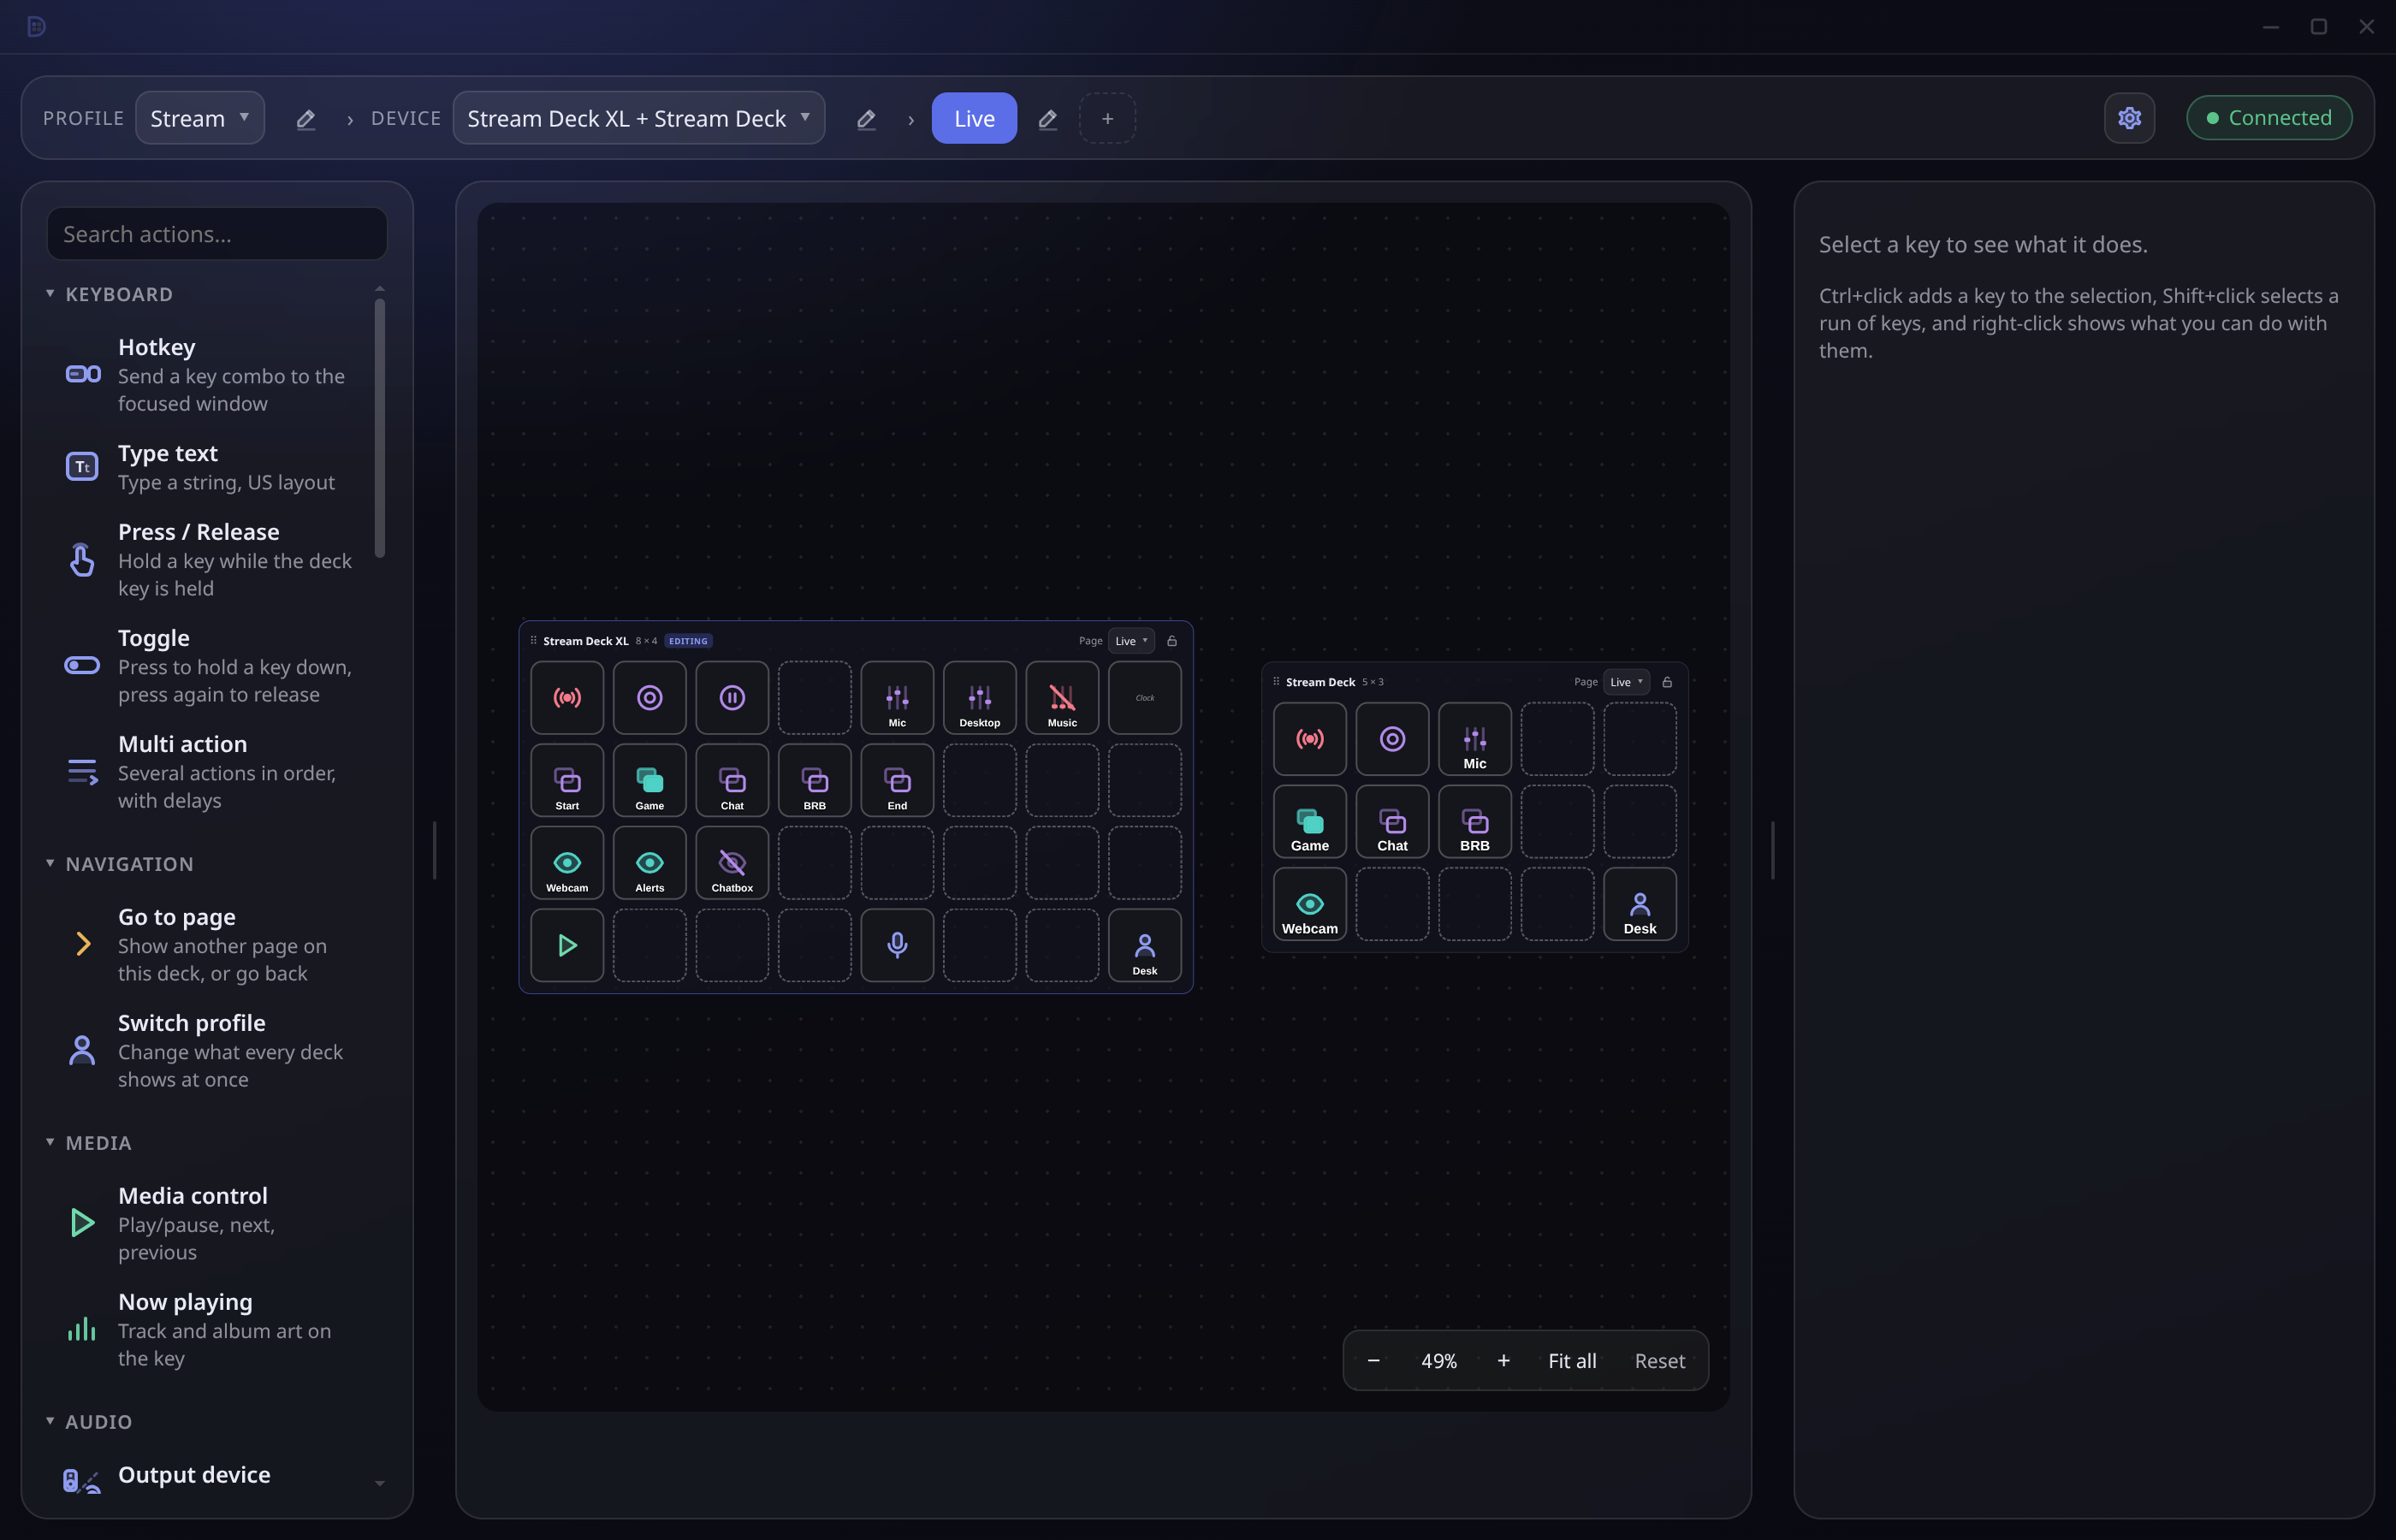 PROFILE Stream › DEVICE Stream Deck XL + Stream Deck › Live + Connected
Search actions...
KEYBOARD
Hotkey
Send a key combo to the
focused window
Type text
Type a string, US layout
Press / Release
Hold a key while the deck
key is held
Toggle
Press to hold a key down,
press again to release
Multi action
Several actions in order,
with delays
NAVIGATION
Go to page
Show another page on
this deck, or go back
Switch profile
Change what every deck
shows at once
MEDIA
Media control
Play/pause, next,
previous
Now playing
Track and album art on
the key
AUDIO
Output device
Stream Deck XL 8 × 4 EDITING Page Live
Mic Desktop Music Clock
Start Game Chat BRB End
Webcam Alerts Chatbox
Desk
Stream Deck 5 × 3 Page Live
Mic
Game Chat BRB
Webcam Desk
− 49% + Fit all Reset
Select a key to see what it does.
Ctrl+click adds a key to the selection, Shift+click selects a
run of keys, and right-click shows what you can do with
them.